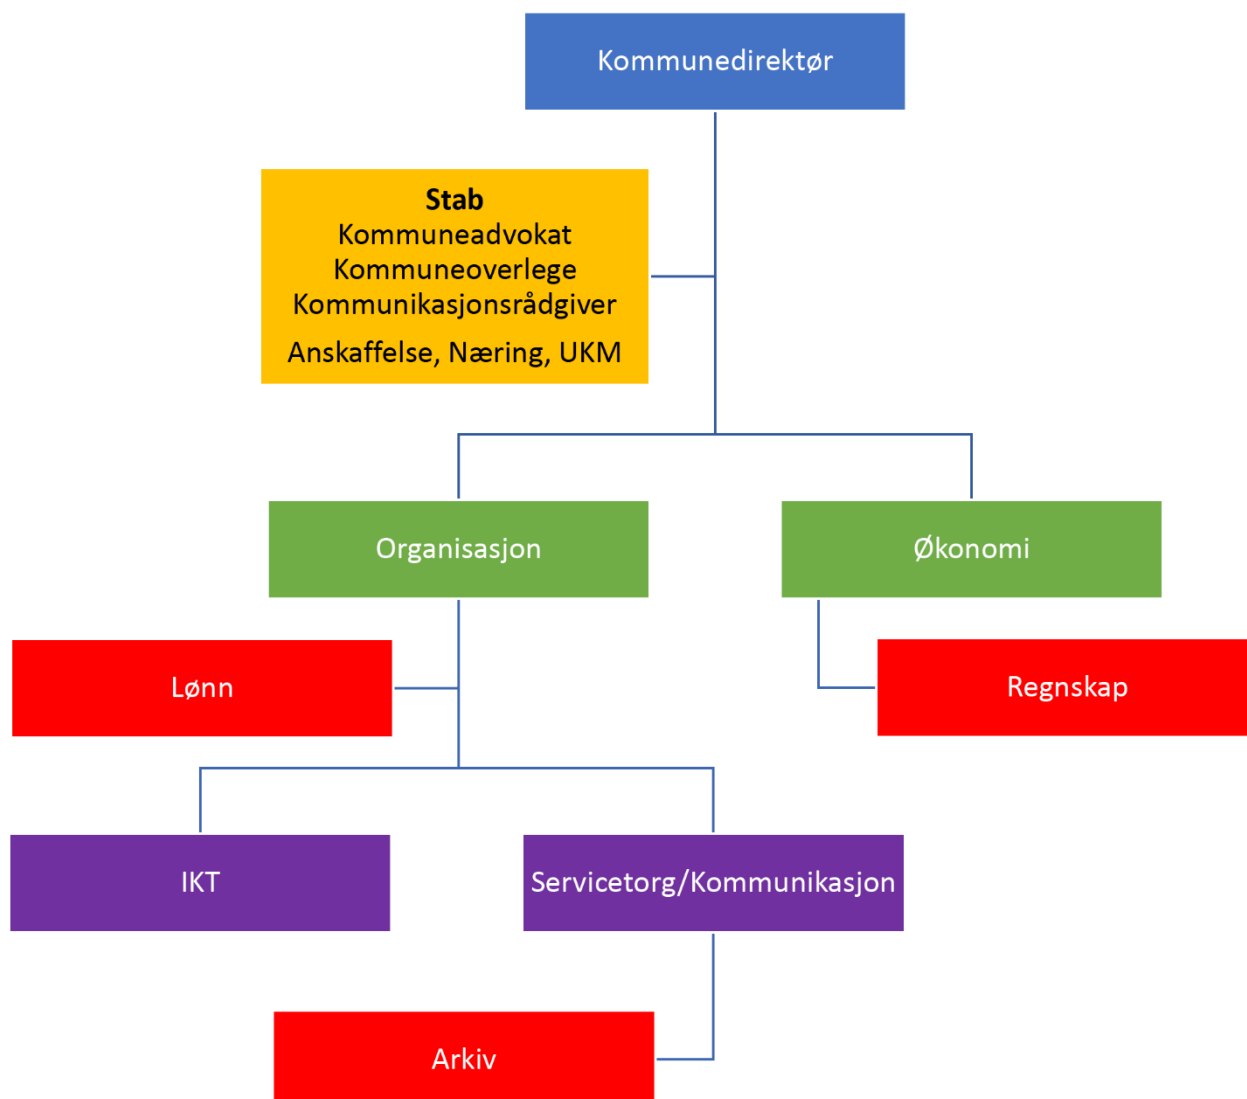 Kommunedirektør
Stab
Kommuneadvokat
Kommuneoverlege
Kommunikasjonsrådgiver
Anskaffelse, Næring, UKM
Organisasjon
Økonomi
Lønn
Regnskap
IKT
Servicetorg/Kommunikasjon
Arkiv